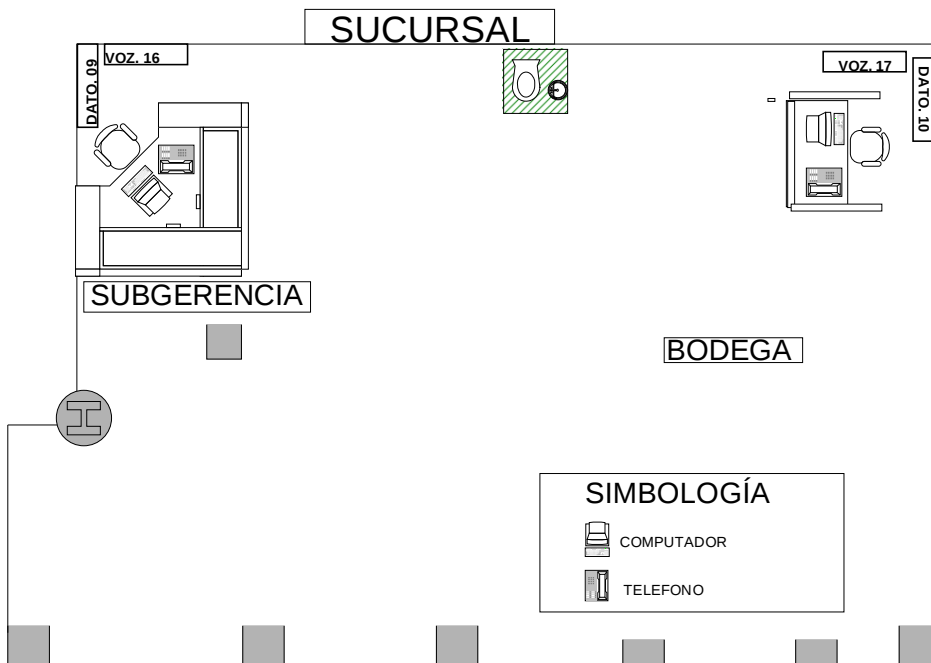 SUCURSAL
DATO. 09
VOZ. 16
VOZ. 17
DATO. 10
SUBGERENCIA
BODEGA
SIMBOLOGÍA
COMPUTADOR
TELEFONO